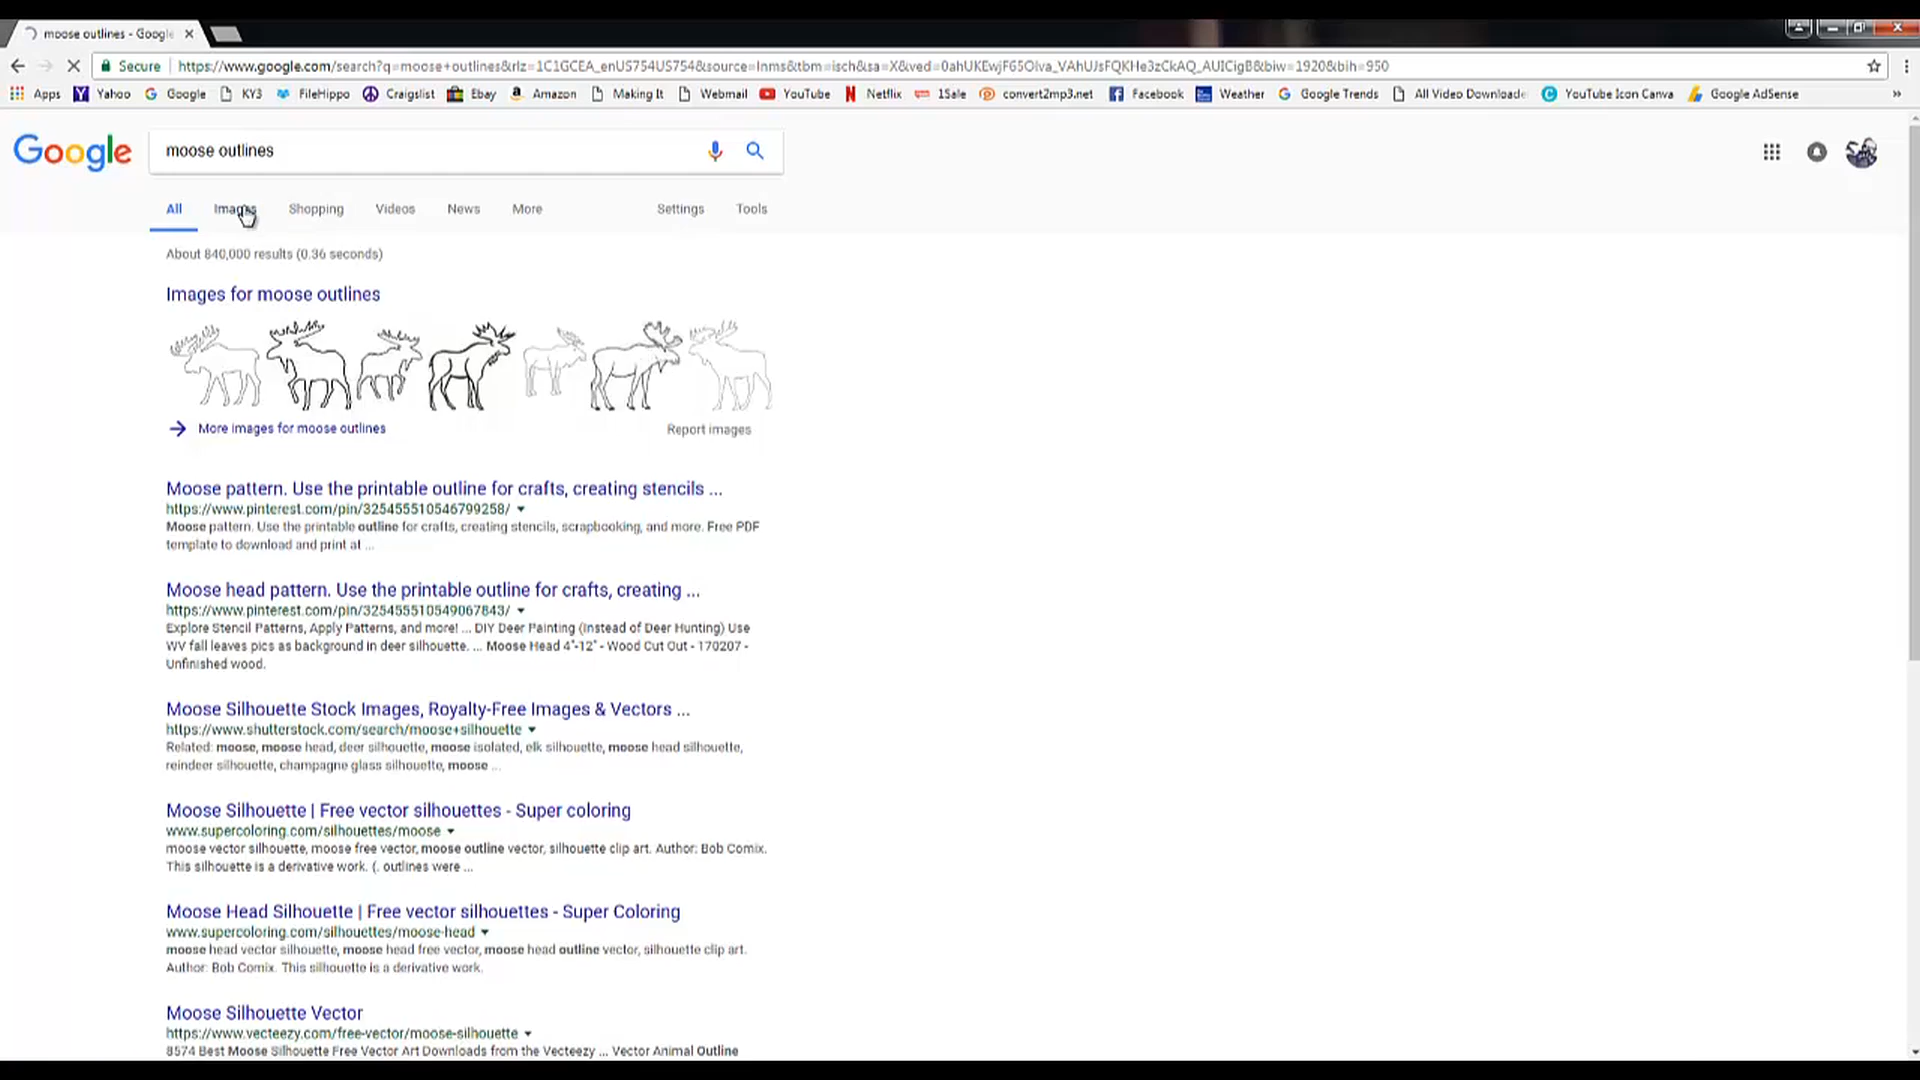 moose outlines - Google
Secure https://www.google.com/search?q=moose+outlines&rlz=1C1GCEA_enUS754US754&source=lnms&tbm=isch&sa=X&ved=0ahUKEwjF65Olva_VAhUJsFQKHe3zCkAQ_AUICigB&biw=1920&bih=950
Apps Yahoo Google KY3 FileHippo Craigslist Ebay Amazon Making It Webmail YouTube Netflix 1Sale convert2mp3.net Facebook Weather Google Trends All Video Downloade YouTube Icon Canva Google AdSense »
Google moose outlines
All Images Shopping Videos News More Settings Tools
About 840,000 results (0.36 seconds)
Images for moose outlines
More images for moose outlines Report images
Moose pattern. Use the printable outline for crafts, creating stencils ...
https://www.pinterest.com/pin/325455510546799258/
Moose pattern. Use the printable outline for crafts, creating stencils, scrapbooking, and more. Free PDF
template to download and print at ...
Moose head pattern. Use the printable outline for crafts, creating ...
https://www.pinterest.com/pin/325455510549067843/
Explore Stencil Patterns, Apply Patterns, and more! ... DIY Deer Painting (Instead of Deer Hunting) Use
WV fall leaves pics as background in deer silhouette. ... Moose Head 4"-12" - Wood Cut Out - 170207 -
Unfinished wood.
Moose Silhouette Stock Images, Royalty-Free Images & Vectors ...
https://www.shutterstock.com/search/moose+silhouette
Related: moose, moose head, deer silhouette, moose isolated, elk silhouette, moose head silhouette,
reindeer silhouette, champagne glass silhouette, moose ...
Moose Silhouette | Free vector silhouettes - Super coloring
www.supercoloring.com/silhouettes/moose
moose vector silhouette, moose free vector, moose outline vector, silhouette clip art. Author: Bob Comix.
This silhouette is a derivative work. (. outlines were ...
Moose Head Silhouette | Free vector silhouettes - Super Coloring
www.supercoloring.com/silhouettes/moose-head
moose head vector silhouette, moose head free vector, moose head outline vector, silhouette clip art.
Author: Bob Comix. This silhouette is a derivative work.
Moose Silhouette Vector
https://www.vecteezy.com/free-vector/moose-silhouette
8574 Best Moose Silhouette Free Vector Art Downloads from the Vecteezy ... Vector Animal Outline